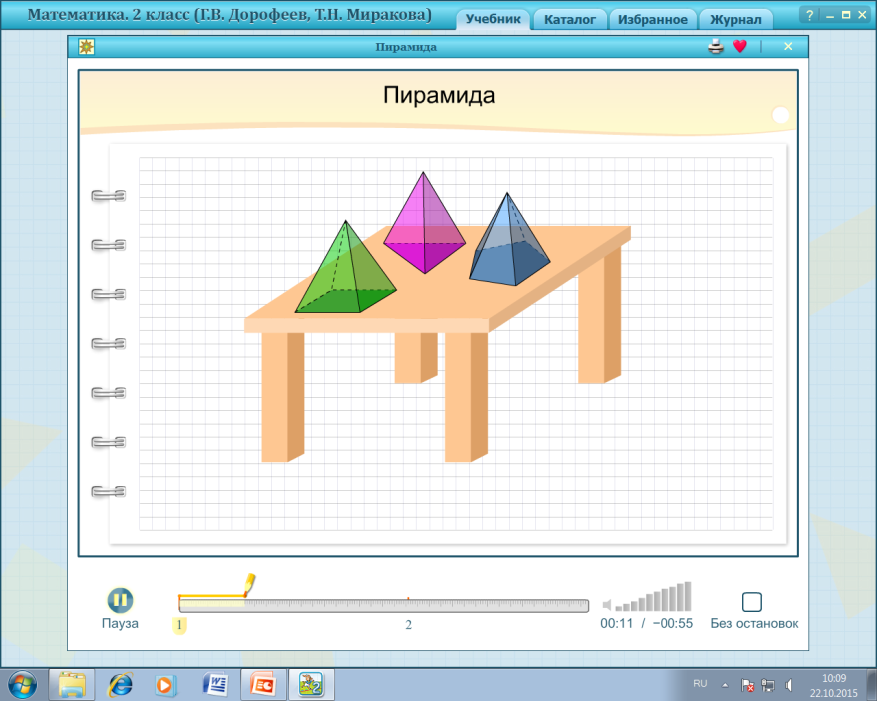 Математика. 2 класс (Г.В. Дорофеев, Т.Н. Миракова)
Учебник
Каталог
Избранное
Журнал
?
Пирамида
Пирамида
Пауза
1
2
00:11 / −00:55
Без остановок
RU
10:09
22.10.2015